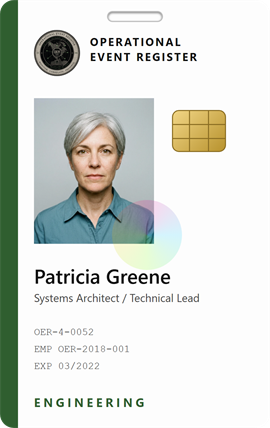 OPERATIONAL
EVENT REGISTER
Patricia Greene
Systems Architect / Technical Lead
OER-4-0052
EMP OER-2018-001
EXP 03/2022
ENGINEERING